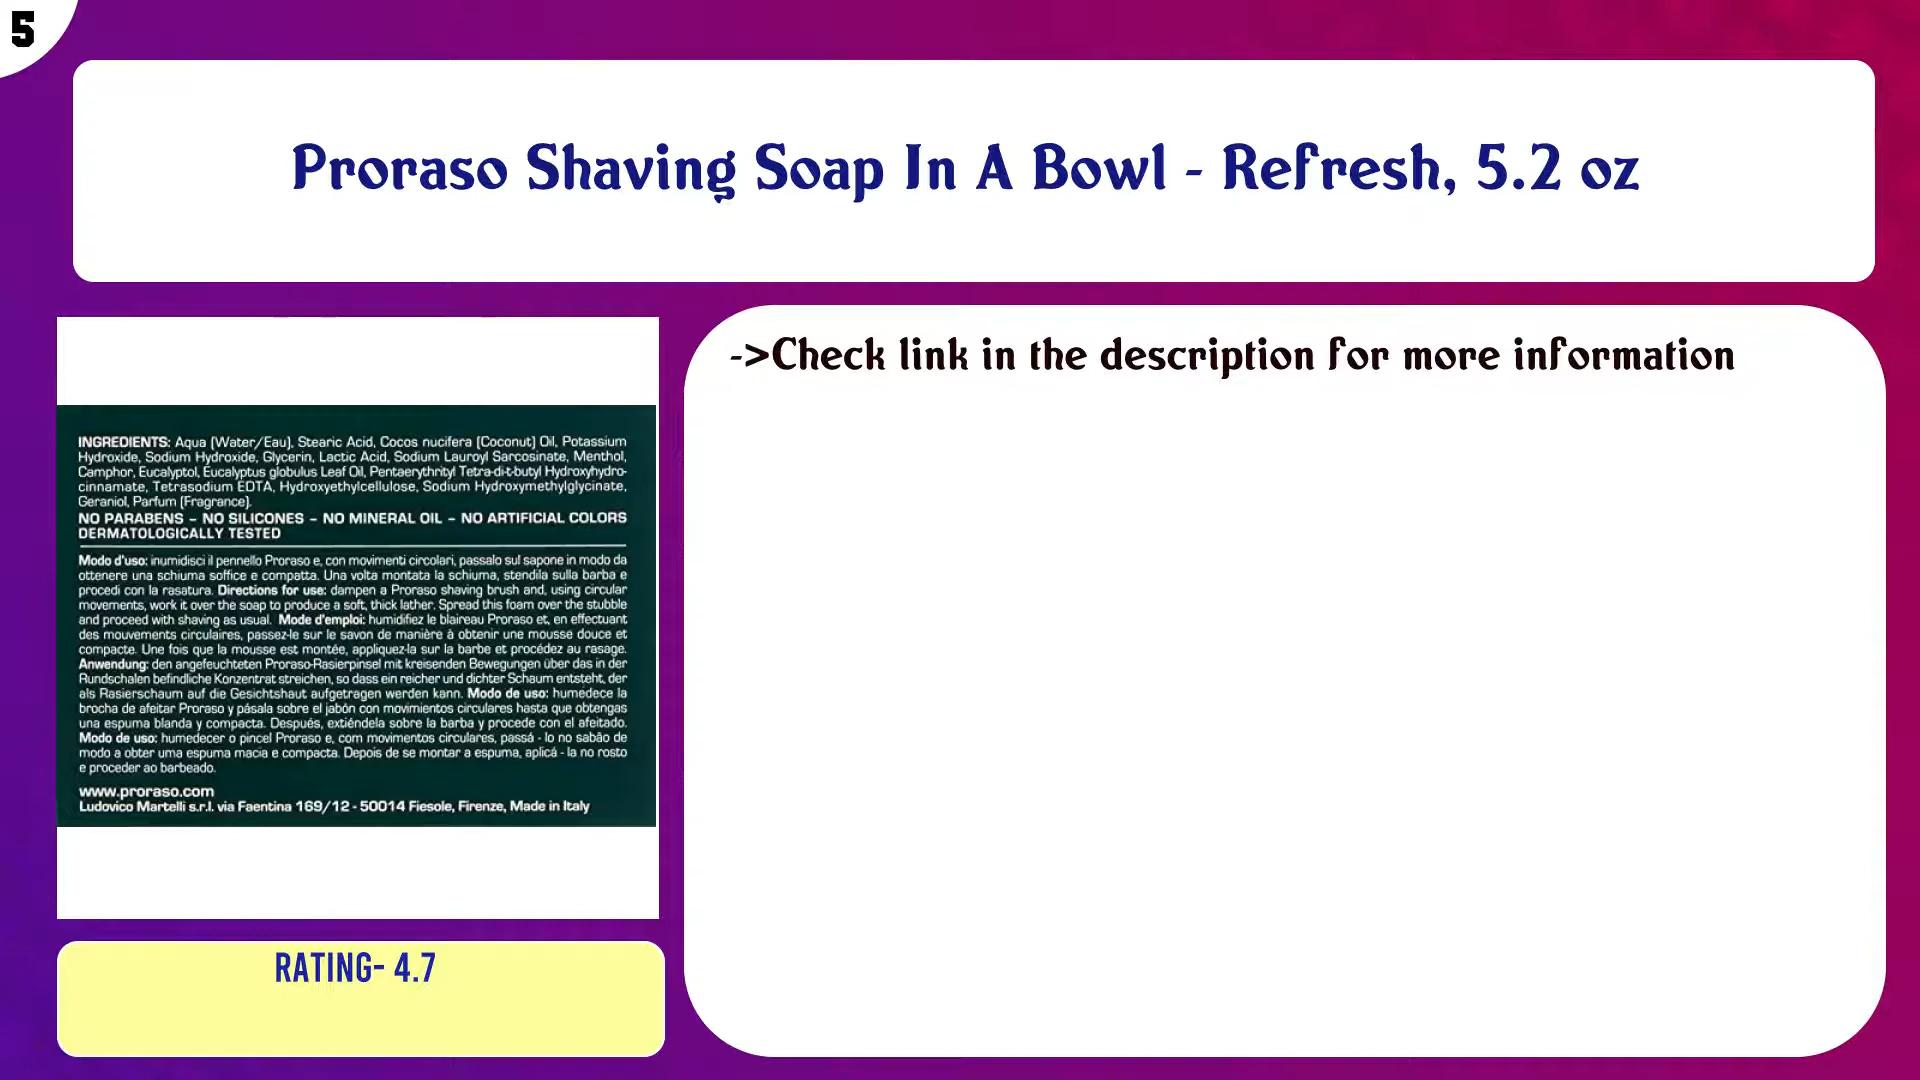 5
Proraso Shaving Soap In A Bowl - Refresh, 5.2 oz
->Check link in the description for more information
INGREDIENTS: Aqua (Water/Eau), Stearic Acid, Cocos nucifera (Coconut) Oil, Potassium
Hydroxide, Sodium Hydroxide, Glycerin, Lactic Acid, Sodium Lauroyl Sarcosinate, Menthol,
Camphor, Eucalyptol, Eucalyptus globulus Leaf Oil, Pentaerythrityl Tetra-di-t-butyl Hydroxyhydro-
cinnamate, Tetrasodium EDTA, Hydroxyethylcellulose, Sodium Hydroxymethylglycinate,
Geraniol, Parfum (Fragrance).
NO PARABENS - NO SILICONES - NO MINERAL OIL - NO ARTIFICIAL COLORS
DERMATOLOGICALLY TESTED
Modo d'uso: inumidisci il pennello Proraso e, con movimenti circolari, passalo sul sapone in modo da
ottenere una schiuma soffice e compatta. Una volta montata la schiuma, stendila sulla barba e
procedi con la rasatura. Directions for use: dampen a Proraso shaving brush and, using circular
movements, work it over the soap to produce a soft, thick lather. Spread this foam over the stubble
and proceed with shaving as usual. Mode d'emploi: humidifiez le blaireau Proraso et, en effectuant
des mouvements circulaires, passez-le sur le savon de manière à obtenir une mousse douce et
compacte. Une fois que la mousse est montée, appliquez-la sur la barbe et procédez au rasage.
Anwendung: den angefeuchteten Proraso-Rasierpinsel mit kreisenden Bewegungen über das in der
Rundschalen befindliche Konzentrat streichen, so dass ein reicher und dichter Schaum entsteht, der
als Rasierschaum auf die Gesichtshaut aufgetragen werden kann. Modo de uso: humedece la
brocha de afeitar Proraso y pásala sobre el jabón con movimientos circulares hasta que obtengas
una espuma blanda y compacta. Después, extiéndela sobre la barba y procede con el afeitado.
Modo de uso: humedecer o pincel Proraso e, com movimentos circulares, passá - lo no sabão de
modo a obter uma espuma macia e compacta. Depois de se montar a espuma, aplicá - la no rosto
e proceder ao barbeado.
www.proraso.com
Ludovico Martelli s.r.l. via Faentina 169/12 - 50014 Fiesole, Firenze, Made in Italy
RATING- 4.7